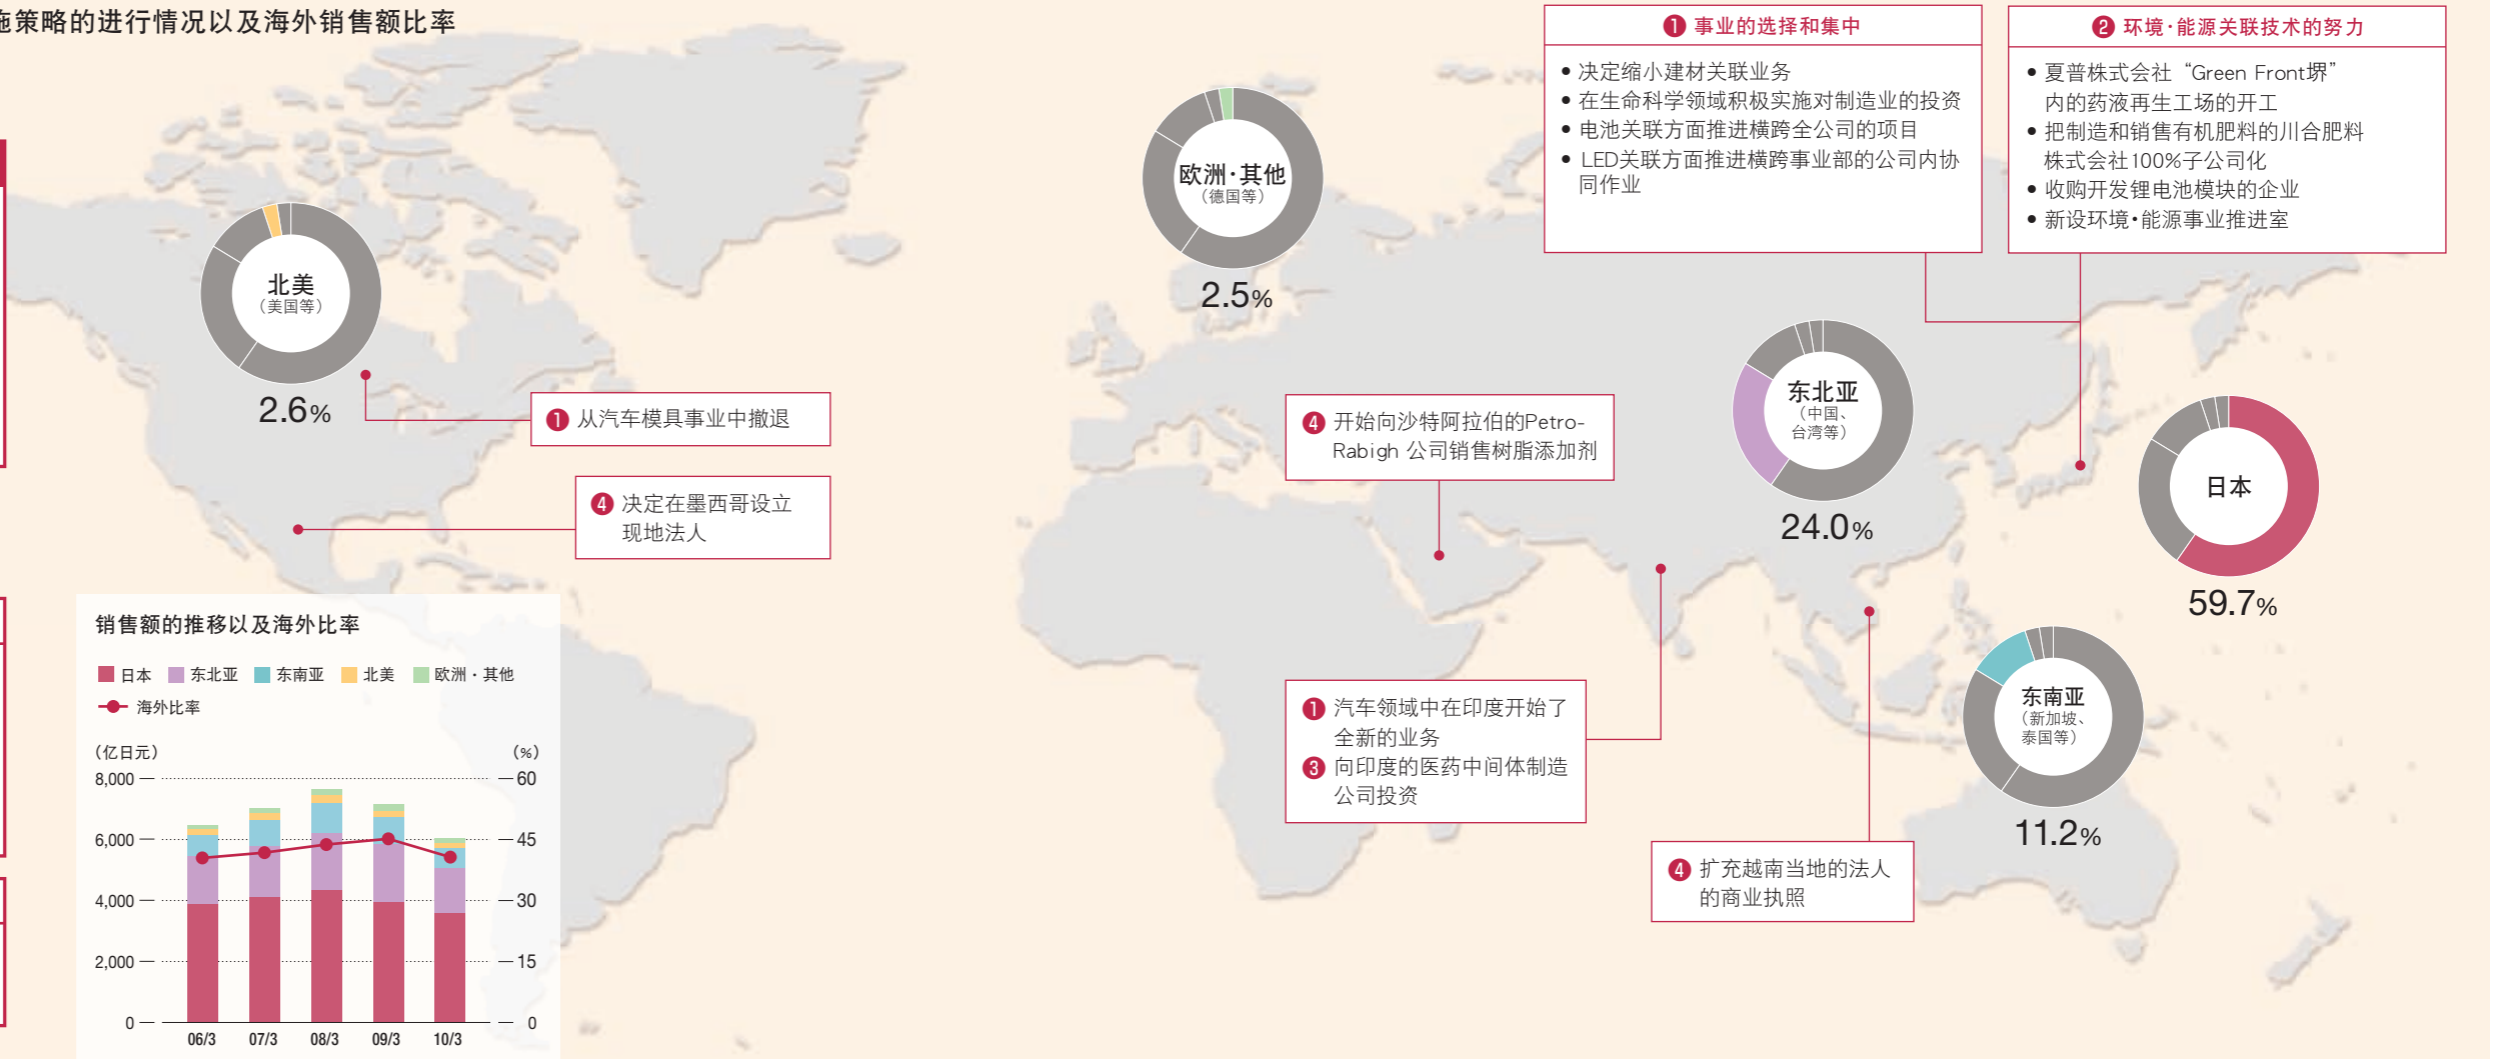 施策略的进行情况以及海外销售额比率
❶ 事业的选择和集中
• 决定缩小建材关联业务
• 在生命科学领域积极实施对制造业的投资
• 电池关联方面推进横跨全公司的项目
• LED关联方面推进横跨事业部的公司内协
同作业
❷ 环境·能源关联技术的努力
• 夏普株式会社“Green Front堺”
内的药液再生工场的开工
• 把制造和销售有机肥料的川合肥料
株式会社100%子公司化
• 收购开发锂电池模块的企业
• 新设环境·能源事业推进室
欧洲·其他
（德国等）
2.5%
北美
（美国等）
2.6%
❶ 从汽车模具事业中撤退
❹ 决定在墨西哥设立
现地法人
❹ 开始向沙特阿拉伯的Petro-
Rabigh 公司销售树脂添加剂
东北亚
（中国、
台湾等）
24.0%
日本
59.7%
❶ 汽车领域中在印度开始了
全新的业务
❸ 向印度的医药中间体制造
公司投资
东南亚
（新加坡、
泰国等）
11.2%
❹ 扩充越南当地的法人
的商业执照
销售额的推移以及海外比率
日本 东北亚 东南亚 北美 欧洲·其他
海外比率
（亿日元） （%）
8,000 60
6,000 45
4,000 30
2,000 15
0 0
06/3 07/3 08/3 09/3 10/3